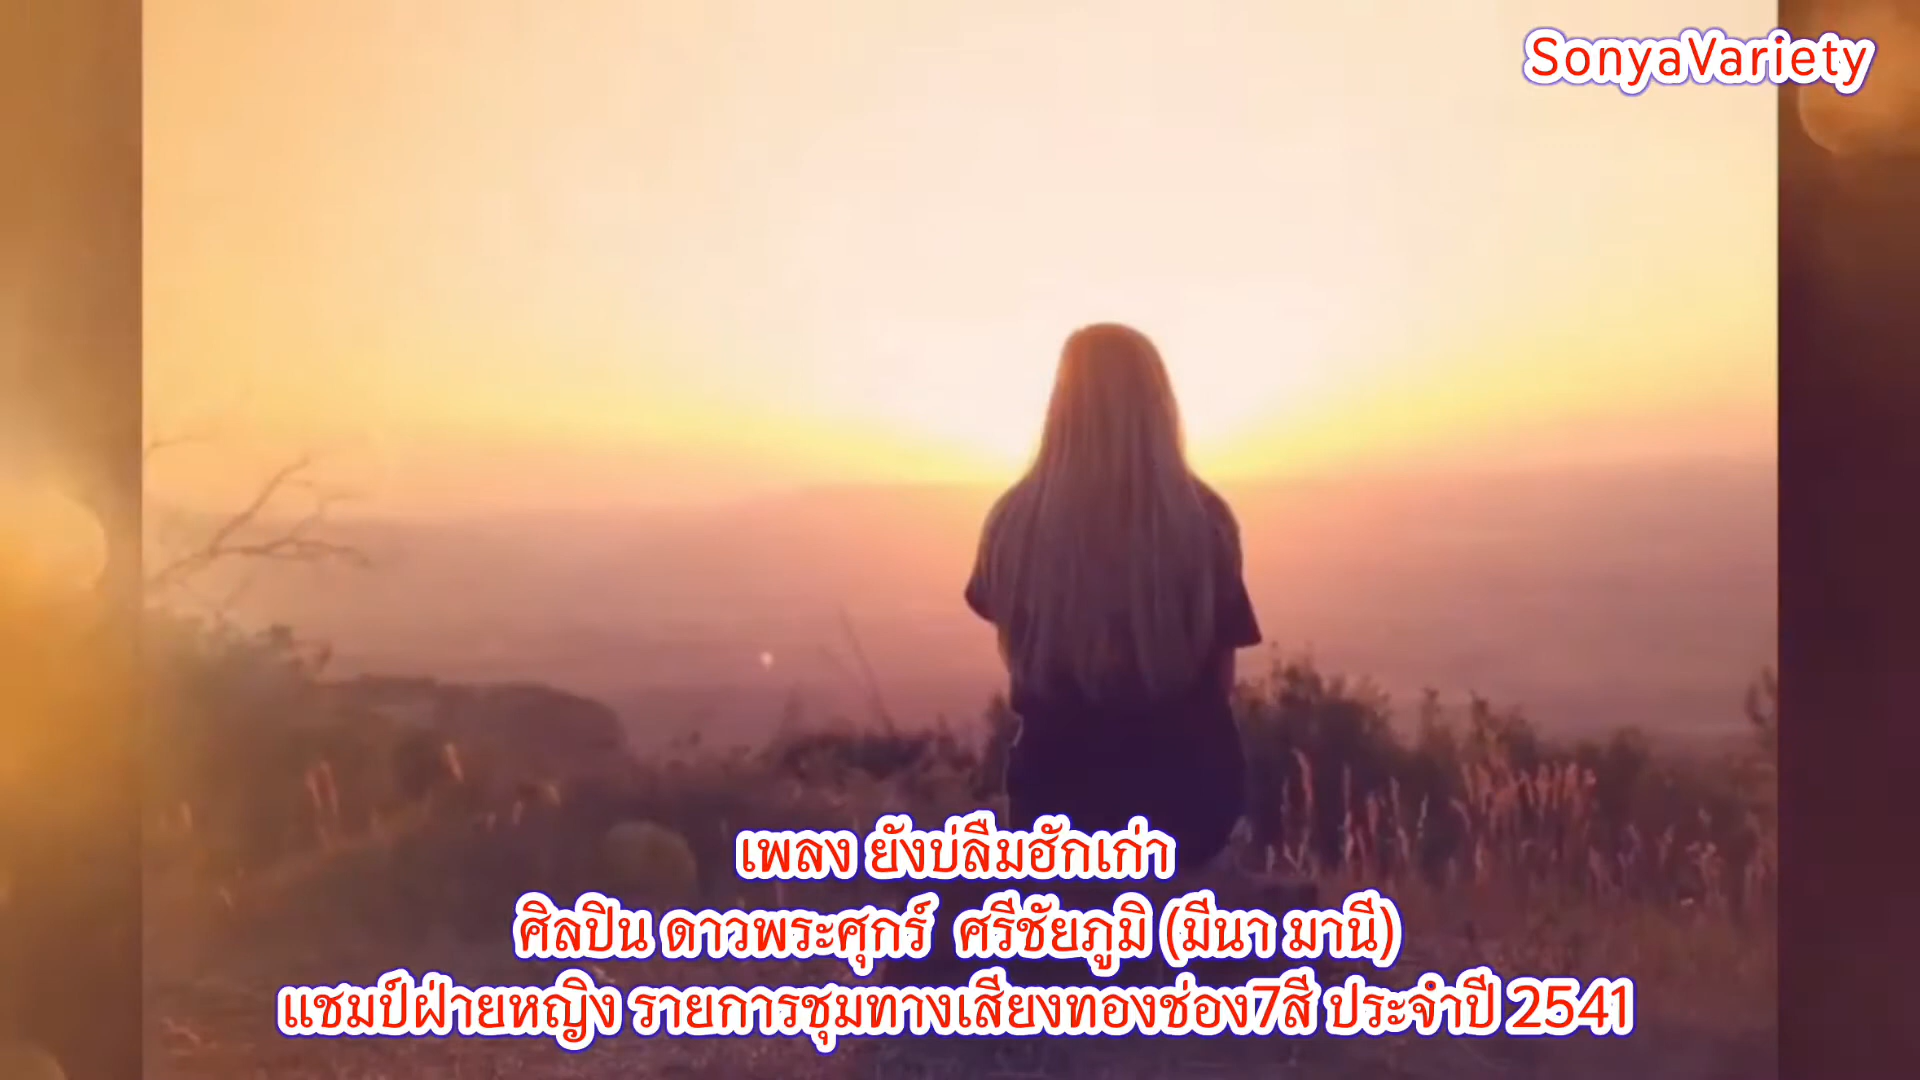 SonyaVariety
เพลง ยังบ่ลืมฮักเก่า
ศิลปิน ดาวพระศุกร์ ศรีชัยภูมิ (มีนา มานี)
แชมป์ฝ่ายหญิง รายการชุมทางเสียงทองช่อง7สี ประจำปี 2541